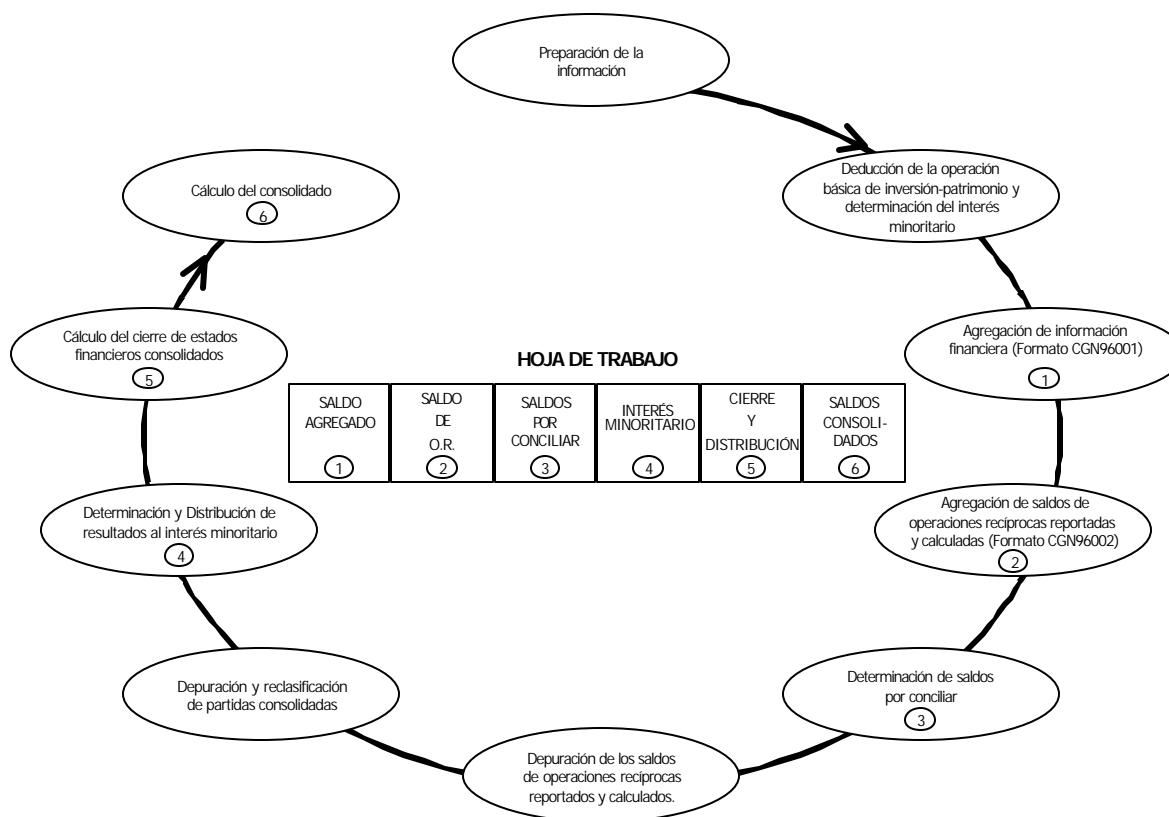 Preparación de la
información
Deducción de la operación
básica de inversión-patrimonio y
determinación del interés
minoritario
Agregación de información
financiera (Formato CGN96001)
1
Agregación de saldos de
operaciones recíprocas reportadas
y calculadas (Formato CGN96002)
2
Determinación de saldos
por conciliar
3
Depuración de los saldos
de operaciones recíprocas
reportados y calculados.
Depuración y reclasificación
de partidas consolidadas
Determinación y Distribución de
resultados al interés minoritario
4
Cálculo del cierre de estados
financieros consolidados
5
Cálculo del consolidado
6
HOJA DE TRABAJO
SALDO
AGREGADO
1
SALDO
DE
O.R.
2
SALDOS
POR
CONCILIAR
3
INTERÉS
MINORITARIO
4
CIERRE
Y
DISTRIBUCIÓN
5
SALDOS
CONSOLI-
DADOS
6